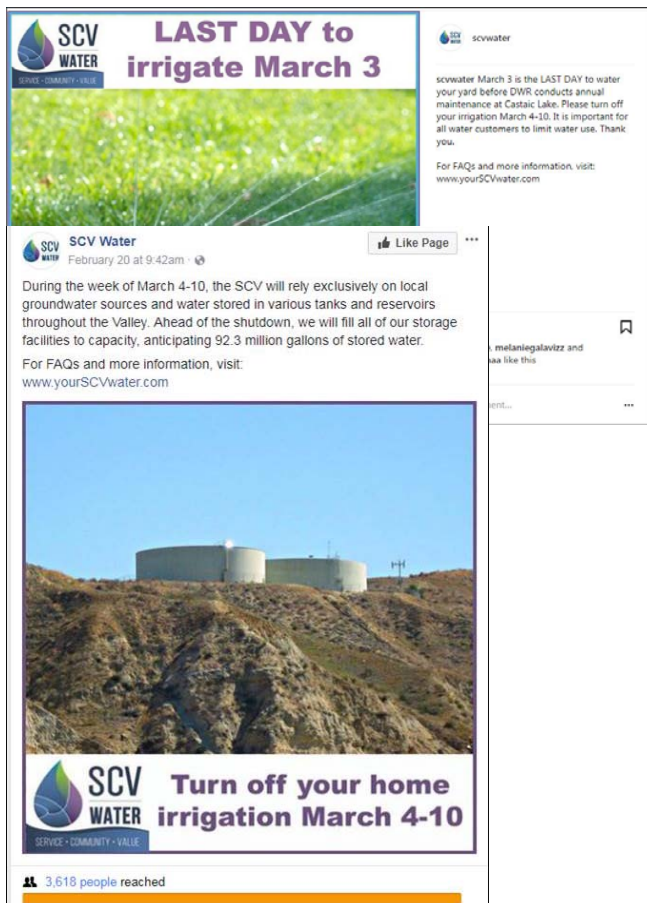 SCV
WATER
SERVICE • COMMUNITY • VALUE
LAST DAY to
irrigate March 3
SCV
WATER
scvwater
scvwater March 3 is the LAST DAY to water
your yard before DWR conducts annual
maintenance at Castaic Lake. Please turn off
your irrigation March 4-10. It is important for
all water customers to limit water use. Thank
you.
For FAQs and more information, visit:
www.yourSCVwater.com
melaniegalavizz and
like this
SCV
WATER
SCV Water
February 20 at 9:42am ·
Like Page
During the week of March 4-10, the SCV will rely exclusively on local
groundwater sources and water stored in various tanks and reservoirs
throughout the Valley. Ahead of the shutdown, we will fill all of our storage
facilities to capacity, anticipating 92.3 million gallons of stored water.
For FAQs and more information, visit:
www.yourSCVwater.com
SCV
WATER
SERVICE • COMMUNITY • VALUE
Turn off your home
irrigation March 4-10
3,618 people reached